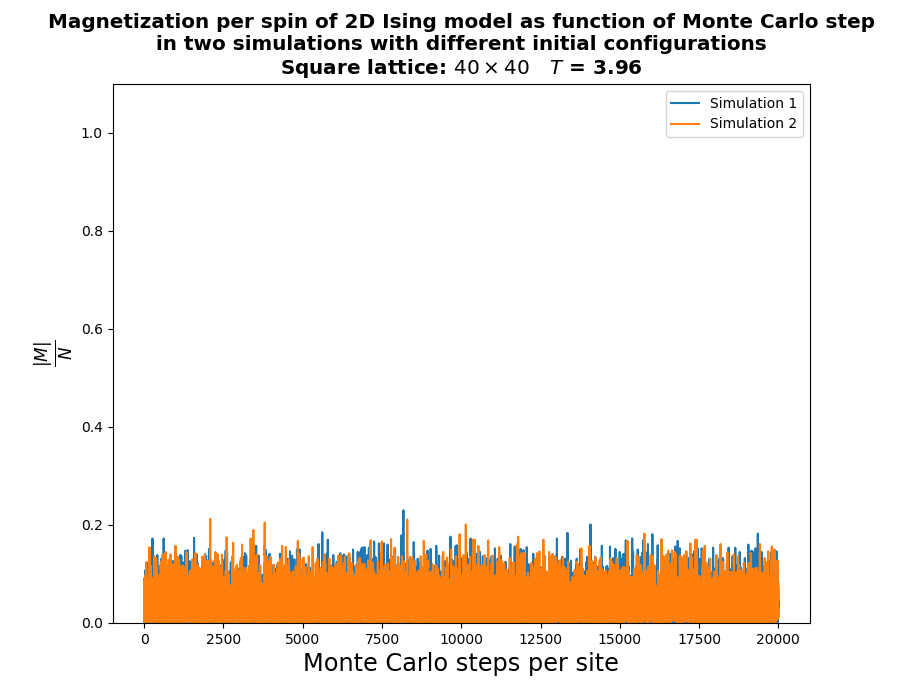 Magnetization per spin of 2D Ising model as function of Monte Carlo step
in two simulations with different initial configurations
Square lattice: 40 × 40 T = 3.96
Simulation 1
Simulation 2
1.0
0.8
0.6
0.4
0.2
0.0
|M|
N
0 2500 5000 7500 10000 12500 15000 17500 20000
Monte Carlo steps per site